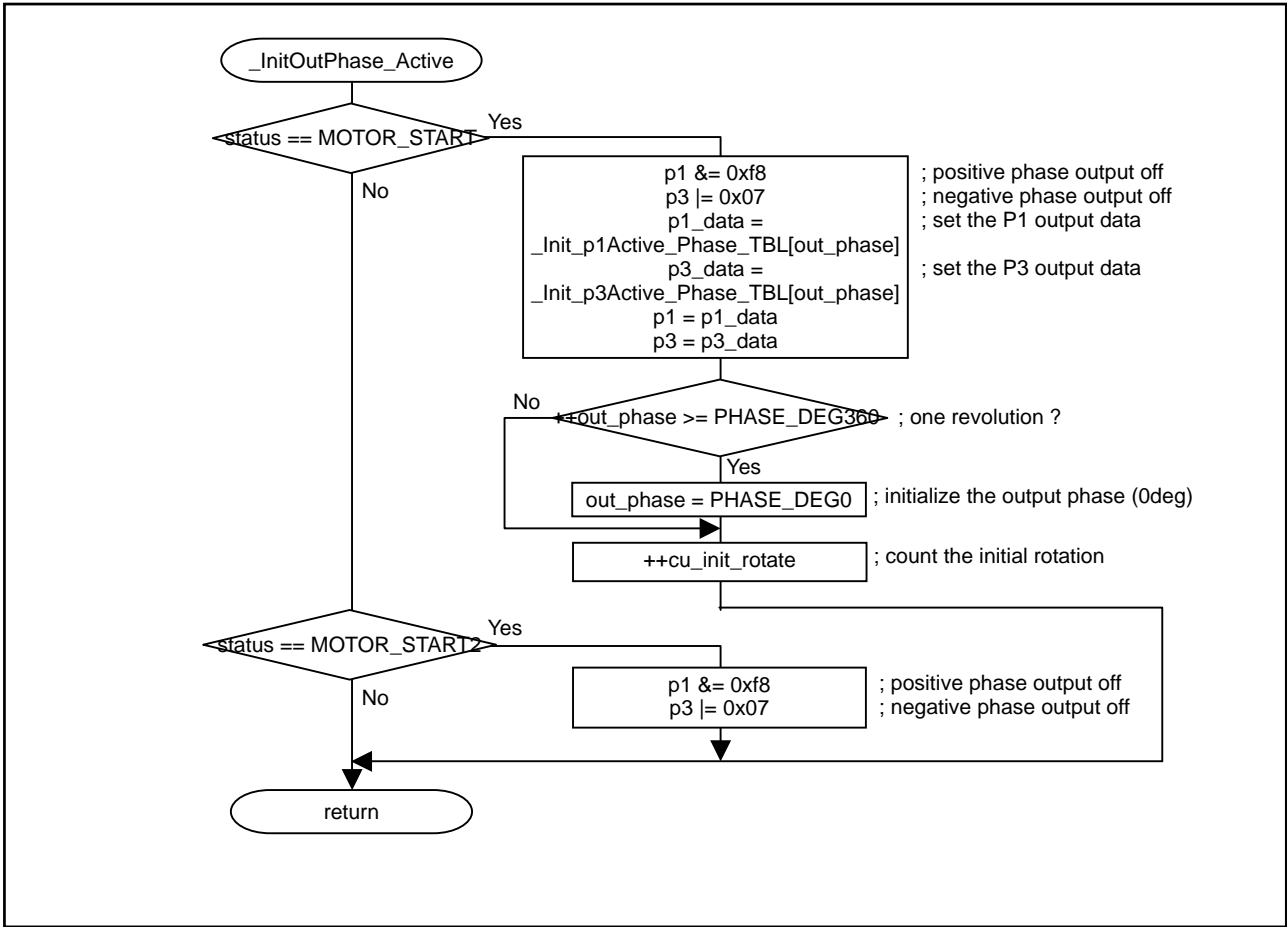 _InitOutPhase_Active
status == MOTOR_START
Yes
No
p1 &= 0xf8
; positive phase output off
p3 |= 0x07
; negative phase output off
p1_data =
; set the P1 output data
_Init_p1Active_Phase_TBL[out_phase]
p3_data =
; set the P3 output data
_Init_p3Active_Phase_TBL[out_phase]
p1 = p1_data
p3 = p3_data
No
++out_phase >= PHASE_DEG360
; one revolution ?
Yes
out_phase = PHASE_DEG0
; initialize the output phase (0deg)
++cu_init_rotate
; count the initial rotation
status == MOTOR_START2
Yes
No
p1 &= 0xf8
; positive phase output off
p3 |= 0x07
; negative phase output off
return